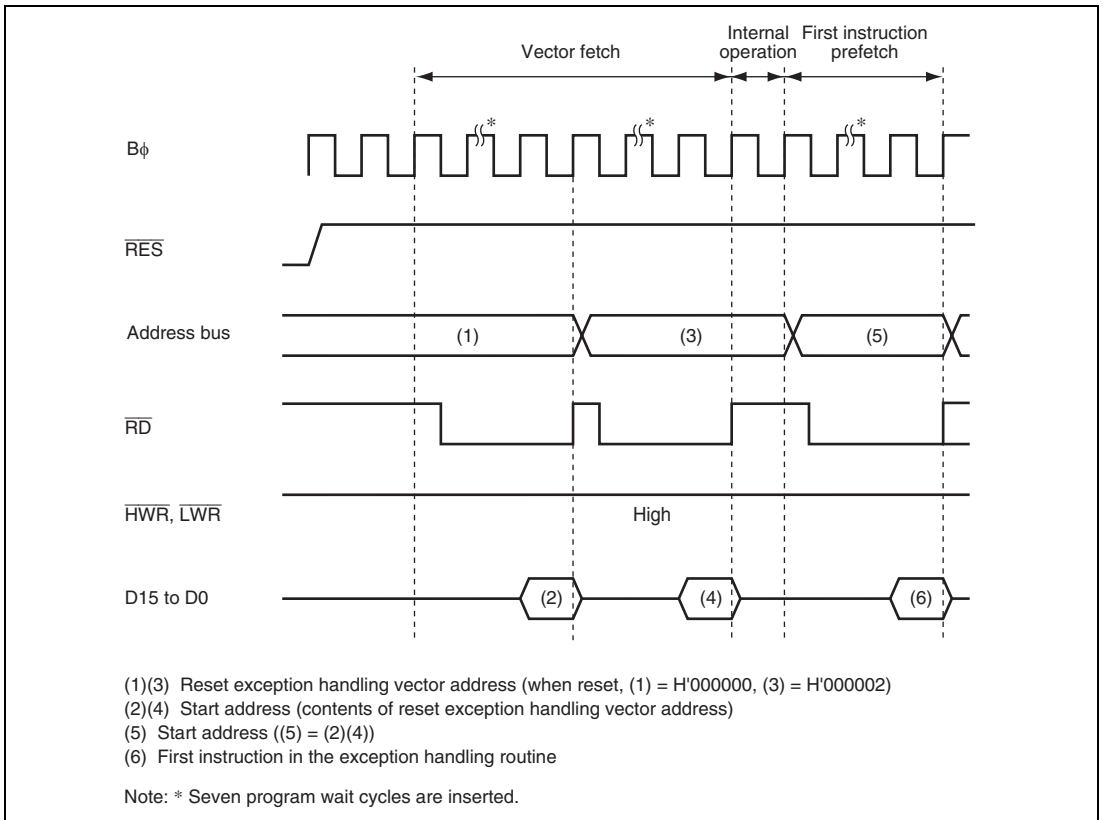 Vector fetch
Internal operation
First instruction prefetch
*
*
*
Bϕ
RES
Address bus
(1)
(3)
(5)
RD
HWR, LWR
High
D15 to D0
(2)
(4)
(6)
(1)(3) Reset exception handling vector address (when reset, (1) = H'000000, (3) = H'000002)
(2)(4) Start address (contents of reset exception handling vector address)
(5) Start address ((5) = (2)(4))
(6) First instruction in the exception handling routine
Note: * Seven program wait cycles are inserted.